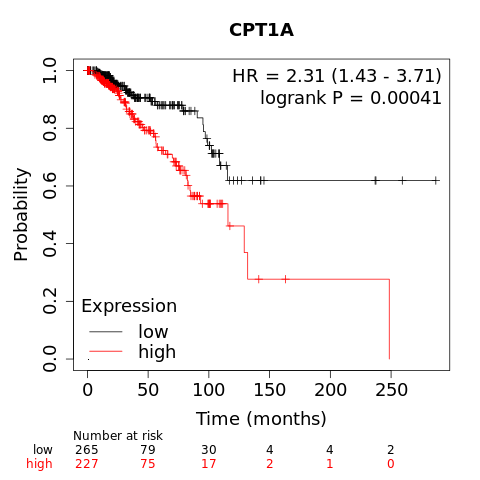 CPT1A
HR = 2.31 (1.43 - 3.71)
logrank P = 0.00041
Probability
1.0
0.8
0.6
0.4
0.2
0.0
Expression
low
high
0 50 100 150 200 250
Time (months)
Number at risk
low 265 79 30 4 4 2
high 227 75 17 2 1 0